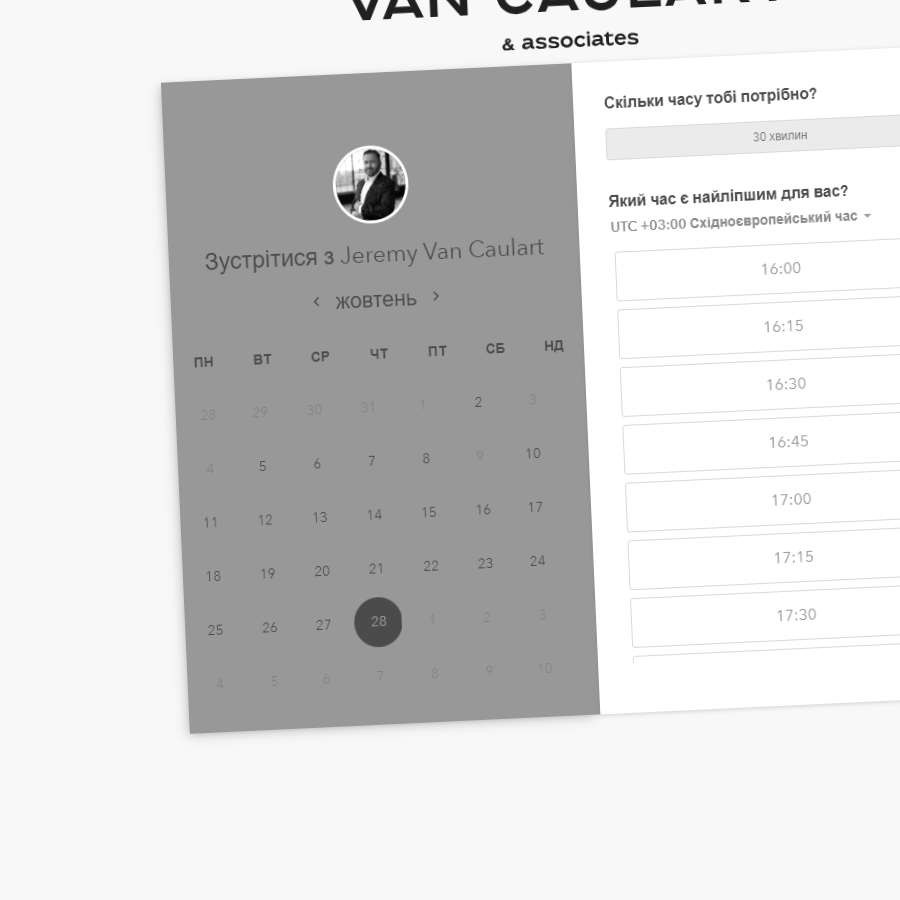 VAN CAULART
& associates
Зустрітися з Jeremy Van Caulart
жовтень
ПН ВТ СР ЧТ ПТ СБ НД
28 29 30 31 1 2 3
4 5 6 7 8 9 10
11 12 13 14 15 16 17
18 19 20 21 22 23 24
25 26 27 28 1 2 3
4 5 6 7 8 9 10
Скільки часу тобі потрібно?
30 хвилин
Який час є найліпшим для вас?
UTC +03:00 Східноєвропейський час
16:00
16:15
16:30
16:45
17:00
17:15
17:30